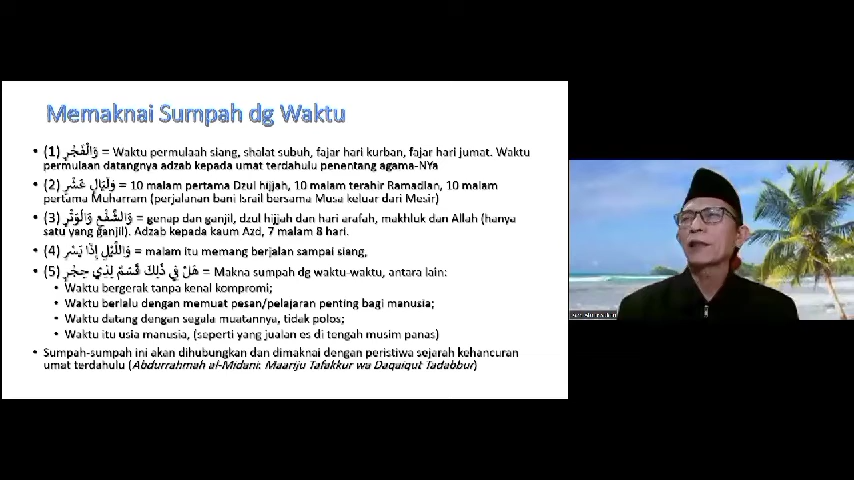 Memaknai Sumpah dg Waktu
• (1) وَالْفَجْرِ = Waktu permulaah siang, shalat subuh, fajar hari kurban, fajar hari jumat. Waktu
permulaan datangnya adzab kepada umat terdahulu penentang agama-NYa
• (2) وَلَيَالٍ عَشْرٍ = 10 malam pertama Dzul hijjah, 10 malam terahir Ramadlan, 10 malam
pertama Muharram (perjalanan bani Israil bersama Musa keluar dari Mesir)
• (3) وَالشَّفْعِ وَالْوَتْرِ = genap dan ganjil, dzul hijjah dan hari arafah, makhluk dan Allah (hanya
satu yang ganjil). Adzab kepada kaum Azd, 7 malam 8 hari.
• (4) وَاللَّيْلِ إِذَا يَسْرِ = malam itu memang berjalan sampai siang,
• (5) هَلْ فِي ذَلِكَ قَسَمٌ لِذِي حِجْرٍ = Makna sumpah dg waktu-waktu, antara lain:
• Waktu bergerak tanpa kenal kompromi;
• Waktu berlalu dengan memuat pesan/pelajaran penting bagi manusia;
• Waktu datang dengan segala muatannya, tidak polos;
• Waktu itu usia manusia, (seperti yang jualan es di tengah musim panas)
• Sumpah-sumpah ini akan dihubungkan dan dimaknai dengan peristiwa sejarah kehancuran
umat terdahulu (Abdurrahmah al-Midani: Maariju Tafakkur wa Daqaiqut Tadabbur)